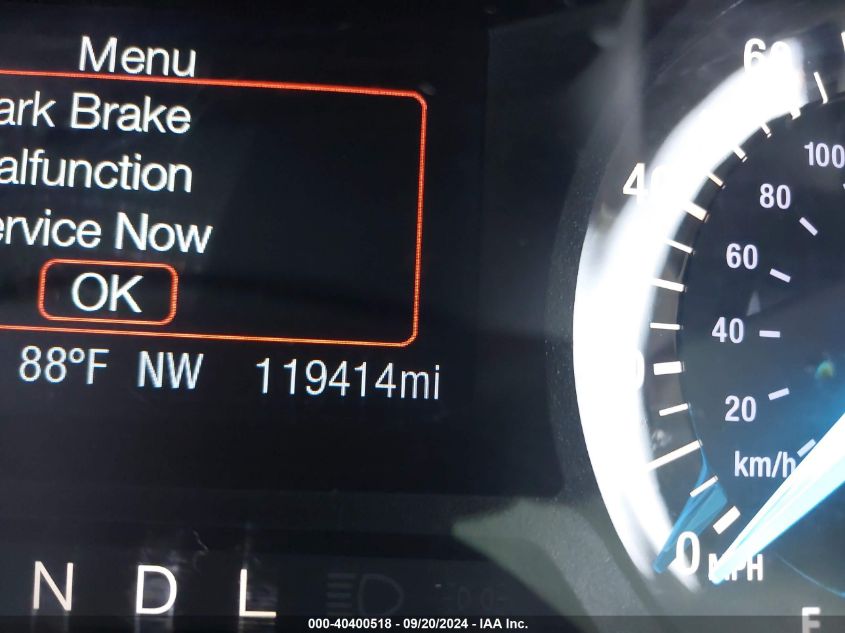 Menu
ark Brake
alfunction
ervice Now
OK
88°F NW 119414mi
60
100
80
60
40
20
km/h
0 MPH
N D L
000-40400518 - 09/20/2024 - IAA Inc.